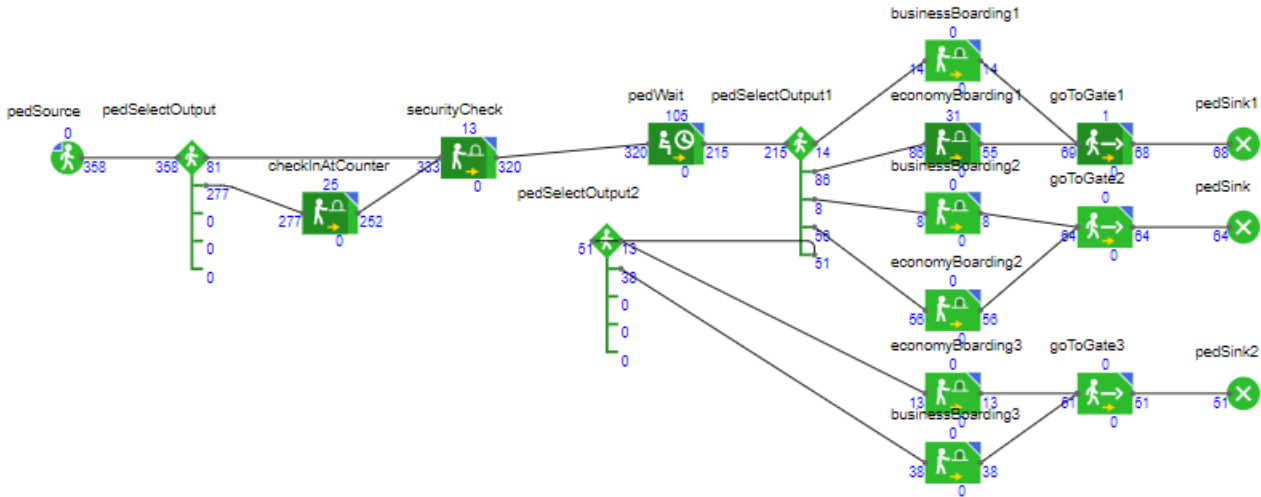 businessBoarding1
0
14 14
0
pedSource pedSelectOutput securityCheck pedWait pedSelectOutput1 economyBoarding1 goToGate1 pedSink1
0 13 105 31 1
358 358 81 333 320 320 215 215 14 86 55 69 68 68
checkInAtCounter 0 0 86 businessBoarding2 0 goToGate2 pedSink
277 25 0 0
277 252 pedSelectOutput2 8 8 8 64 64 64
0 0 56 0 0
0 51 13 51 economyBoarding2
0 38 0
0 56 56
0 0
0 economyBoarding3 goToGate3 pedSink2
0 0
13 13 51 51
businessBoarding3 0
0
38 38
0